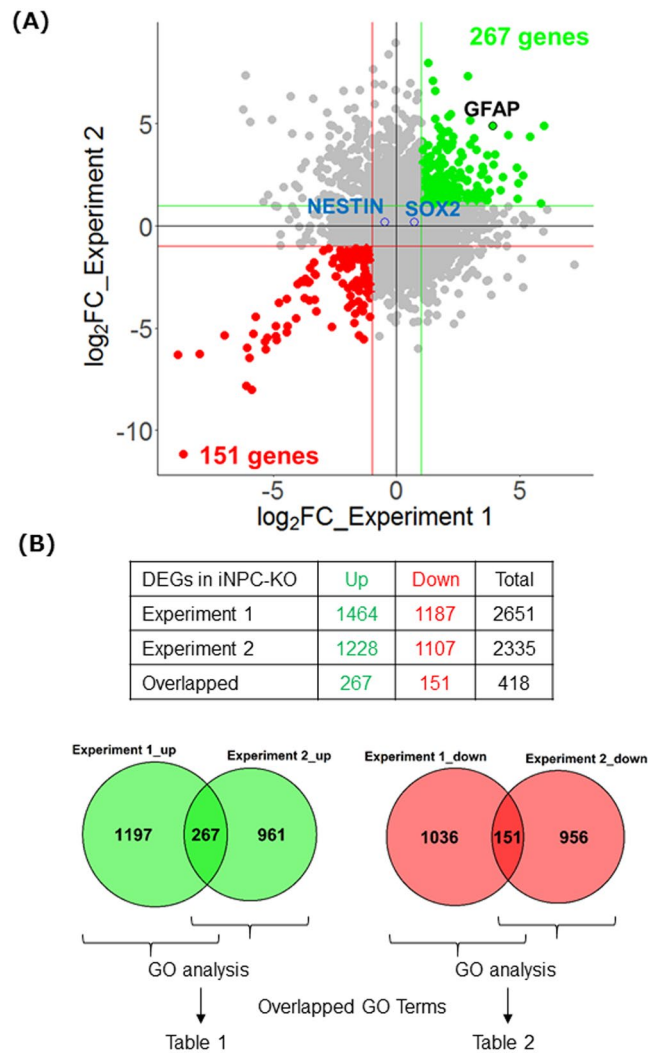 (A)
267 genes
GFAP
NESTIN
SOX2
151 genes
5
0
-5
-10
log₂FC_Experiment 2
-5
0
5
log₂FC_Experiment 1
(B)
DEGs in iNPC-KO Up Down Total
Experiment 1 1464 1187 2651
Experiment 2 1228 1107 2335
Overlapped 267 151 418
Experiment 1_up
Experiment 2_up
1197 267 961
Experiment 1_down
Experiment 2_down
1036 151 956
GO analysis
GO analysis
Overlapped GO Terms
Table 1
Table 2